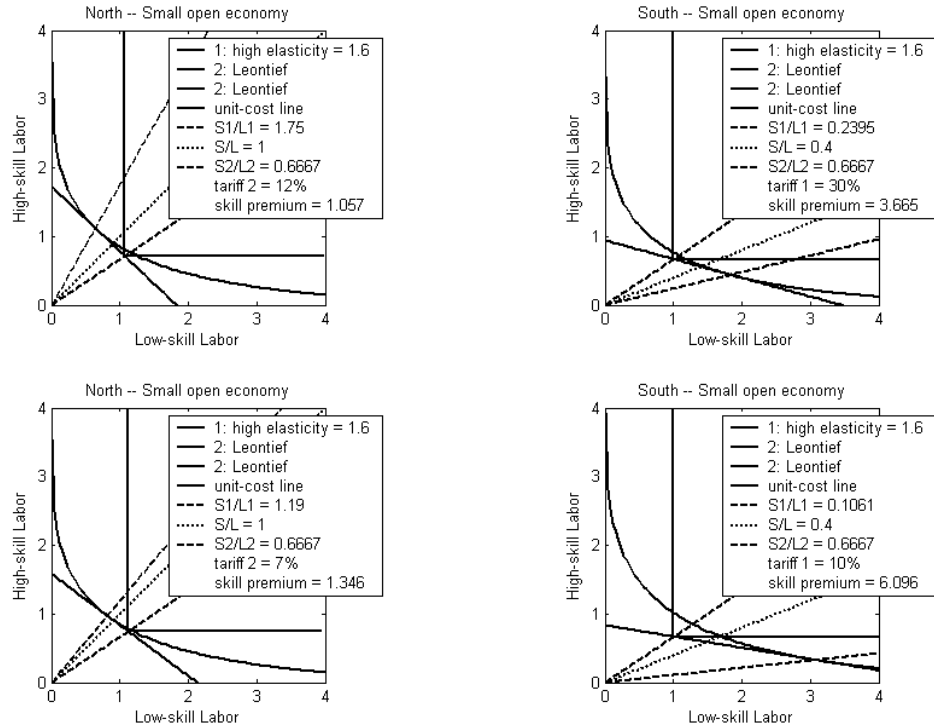 North -- Small open economy
4
3
2
1
0
High-skill Labor
1: high elasticity = 1.6
2: Leontief
2: Leontief
unit-cost line
S1/L1 = 1.75
S/L = 1
S2/L2 = 0.6667
tariff 2 = 12%
skill premium = 1.057
0 1 2 3 4
Low-skill Labor
South -- Small open economy
4
3
2
1
0
High-skill Labor
1: high elasticity = 1.6
2: Leontief
2: Leontief
unit-cost line
S1/L1 = 0.2395
S/L = 0.4
S2/L2 = 0.6667
tariff 1 = 30%
skill premium = 3.665
0 1 2 3 4
Low-skill Labor
North -- Small open economy
4
3
2
1
0
High-skill Labor
1: high elasticity = 1.6
2: Leontief
2: Leontief
unit-cost line
S1/L1 = 1.19
S/L = 1
S2/L2 = 0.6667
tariff 2 = 7%
skill premium = 1.346
0 1 2 3 4
Low-skill Labor
South -- Small open economy
4
3
2
1
0
High-skill Labor
1: high elasticity = 1.6
2: Leontief
2: Leontief
unit-cost line
S1/L1 = 0.1061
S/L = 0.4
S2/L2 = 0.6667
tariff 1 = 10%
skill premium = 6.096
0 1 2 3 4
Low-skill Labor